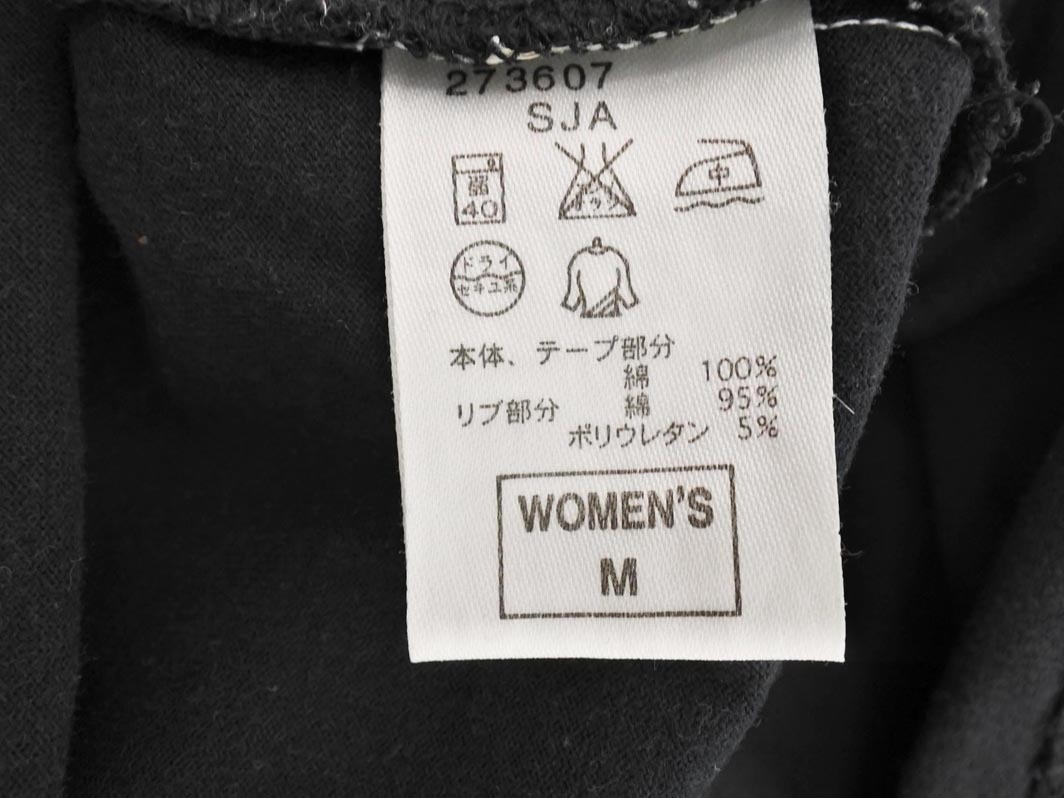 273607
SJA
弱 中
40
ドライ
セキユ系
本体、テープ部分
綿 100%
リブ部分 綿 95%
ポリウレタン 5%
WOMEN'S
M